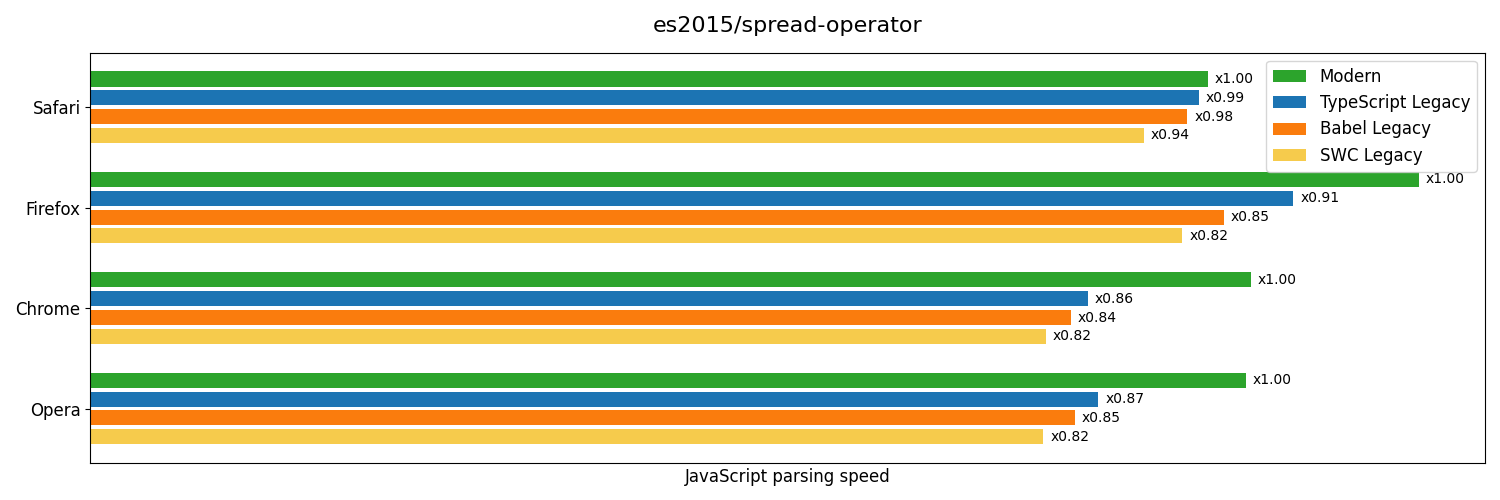 es2015/spread-operator
Modern
TypeScript Legacy
Babel Legacy
SWC Legacy
Safari
x1.00
x0.99
x0.98
x0.94
Firefox
x1.00
x0.91
x0.85
x0.82
Chrome
x1.00
x0.86
x0.84
x0.82
Opera
x1.00
x0.87
x0.85
x0.82
JavaScript parsing speed